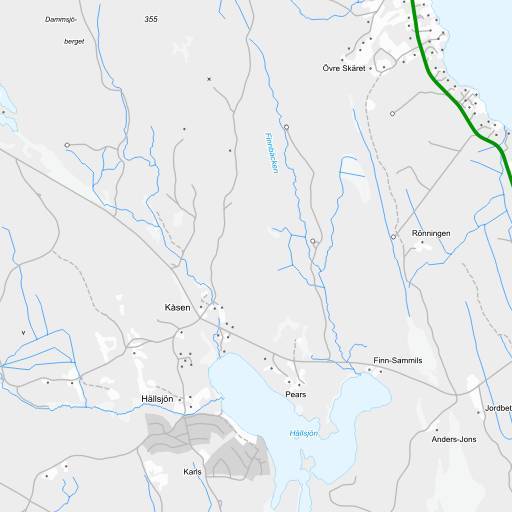 Dammsjö-
berget
355
Övre Skäret
Finnbäcken
Rönningen
Kåsen
Finn-Sammils
Pears
Hällsjön
Jordbet
Hällsjön
Anders-Jons
Karls